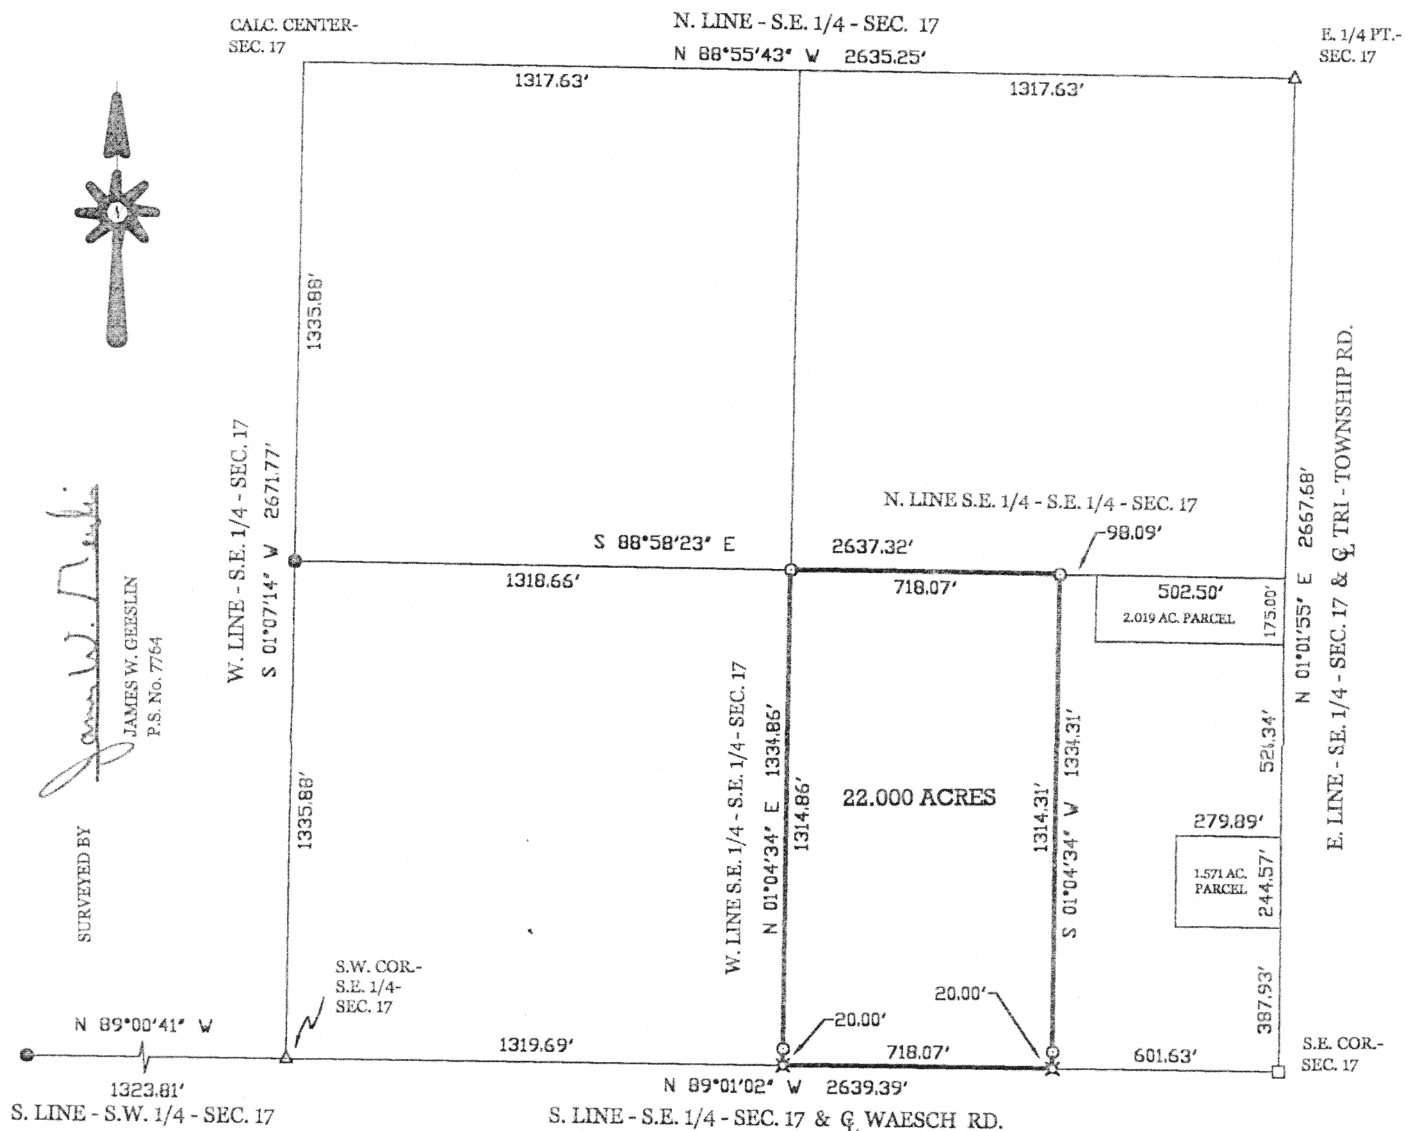 CALC. CENTER-
SEC. 17
N. LINE - S.E. 1/4 - SEC. 17
N 88°55'43" W 2635.25'
E. 1/4 PT.-
SEC. 17
1317.63'
1317.63'
1335.88'
W. LINE - S.E. 1/4 - SEC. 17
S 01°07'14" W 2671.77'
N. LINE S.E. 1/4 - S.E. 1/4 - SEC. 17
98.09'
S 88°58'23" E 2637.32'
1318.66'
718.07'
502.50'
2.019 AC. PARCEL
175.00'
N 01°01'55" E 2667.68'
E. LINE - SE. 1/4 - SEC. 17 & ℄ TRI - TOWNSHIP RD.
JAMES W. GEESLIN
P.S. No. 7764
SURVEYED BY
1335.88'
W. LINE S.E. 1/4 - S.E. 1/4 - SEC. 17
N 01°04'34" E 1334.86'
1314.86'
22.000 ACRES
1314.31'
S 01°04'34" W 1334.31'
279.89'
1.571 AC.
PARCEL
244.57'
387.93'
S.W. COR.-
S.E. 1/4-
SEC. 17
20.00'
20.00'
N 89°00'41" W
1323.81'
S. LINE - S.W. 1/4 - SEC. 17
1319.69'
718.07'
601.63'
S.E. COR.-
SEC. 17
N 89°01'02" W 2639.39'
S. LINE - S.E. 1/4 - SEC. 17 & ℄ WAESCH RD.